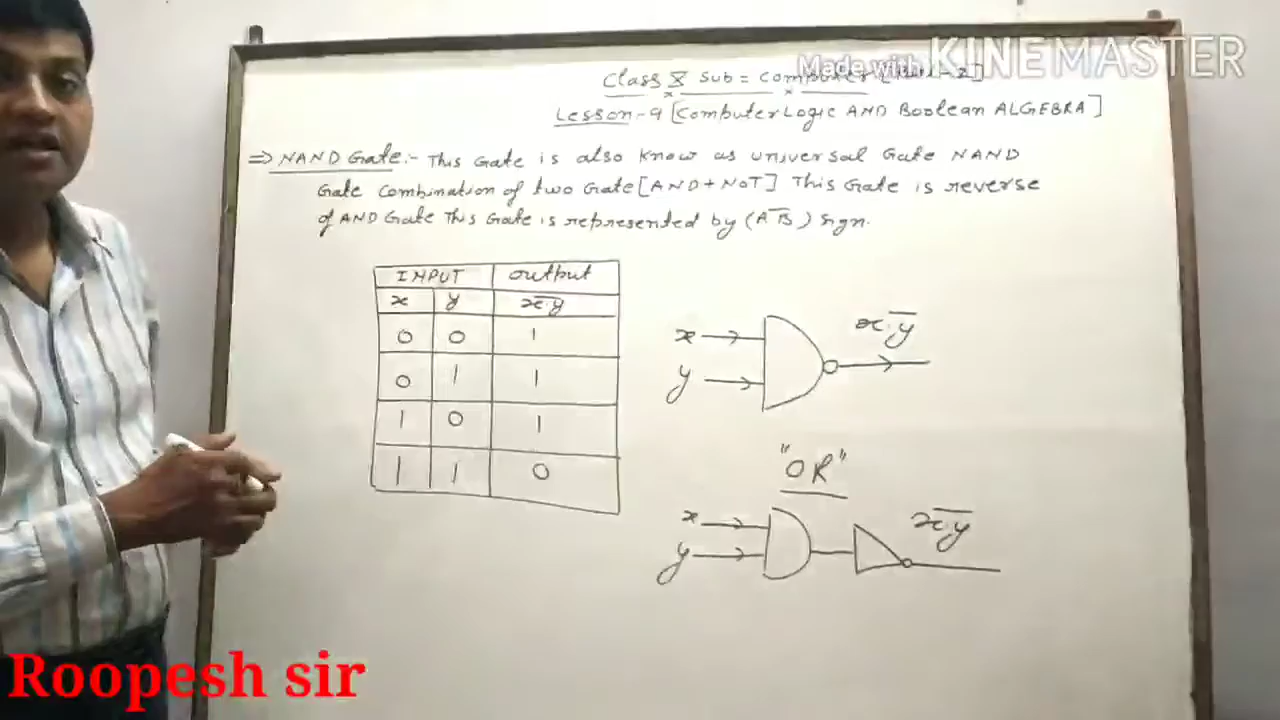 Made with KINEMASTER
Class X Sub = Computer
Lesson-9 [Computer Logic AND Boolean ALGEBRA]
⇒ NAND Gate:- This Gate is also Know as universal Gate NAND
Gate Combination of two Gate [AND+NOT] This Gate is reverse
of AND Gate This Gate is represented by (A̅B̅) Sign.
INPUT output
x y x̅.̅y̅
0 0 1
0 1 1
1 0 1
1 1 0
x
y
x.y̅
"OR"
x
y
x̅.̅y̅
Roopesh sir